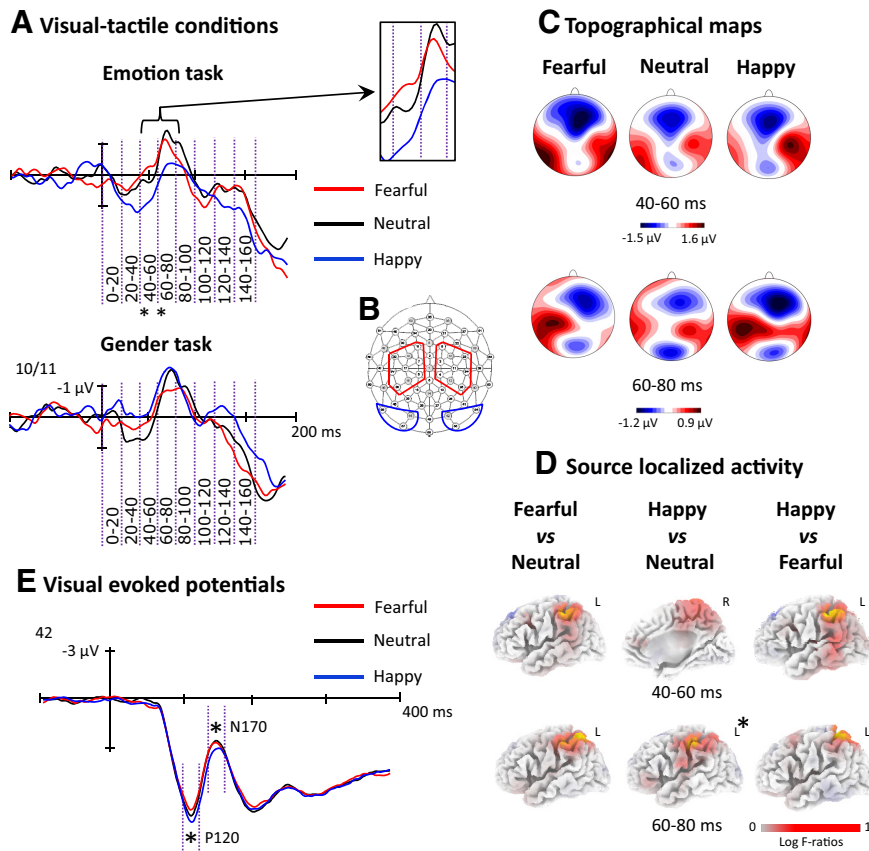 A Visual-tactile conditions
Emotion task
Fearful
Neutral
Happy
0-20
20-40
40-60
60-80
80-100
100-120
120-140
140-160
* *
Gender task
10/11
-1 μV
200 ms
0-20
20-40
40-60
60-80
80-100
100-120
120-140
140-160
B
C Topographical maps
Fearful Neutral Happy
40-60 ms
-1.5 μV 1.6 μV
60-80 ms
-1.2 μV 0.9 μV
D Source localized activity
Fearful Happy Happy
vs vs vs
Neutral Neutral Fearful
L R L
40-60 ms
L L * L
60-80 ms
0 1
Log F-ratios
E Visual evoked potentials
Fearful
Neutral
Happy
42
-3 μV
400 ms
* N170
* P120